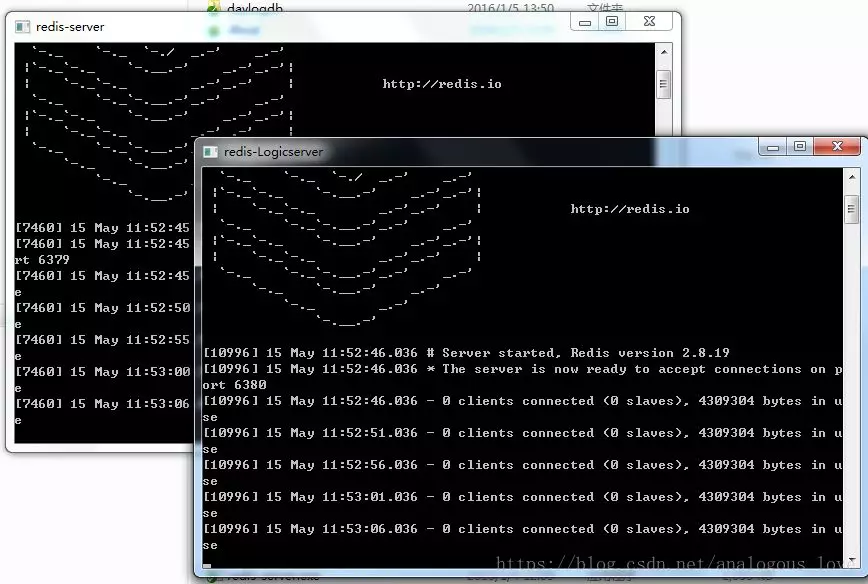 daylogdb
2016/1/5 13:50
文件夹
redis-server
http://redis.io
[7460] 15 May 11:52:45
[7460] 15 May 11:52:45
rt 6379
[7460] 15 May 11:52:45
e
[7460] 15 May 11:52:50
e
[7460] 15 May 11:52:55
e
[7460] 15 May 11:53:00
e
[7460] 15 May 11:53:06
e
redis-Logicserver
http://redis.io
[10996] 15 May 11:52:46.036 # Server started, Redis version 2.8.19
[10996] 15 May 11:52:46.036 * The server is now ready to accept connections on p
ort 6380
[10996] 15 May 11:52:46.036 - 0 clients connected (0 slaves), 4309304 bytes in u
se
[10996] 15 May 11:52:51.036 - 0 clients connected (0 slaves), 4309304 bytes in u
se
[10996] 15 May 11:52:56.036 - 0 clients connected (0 slaves), 4309304 bytes in u
se
[10996] 15 May 11:53:01.036 - 0 clients connected (0 slaves), 4309304 bytes in u
se
[10996] 15 May 11:53:06.036 - 0 clients connected (0 slaves), 4309304 bytes in u
se
https://blog.csdn.net/analogous_love